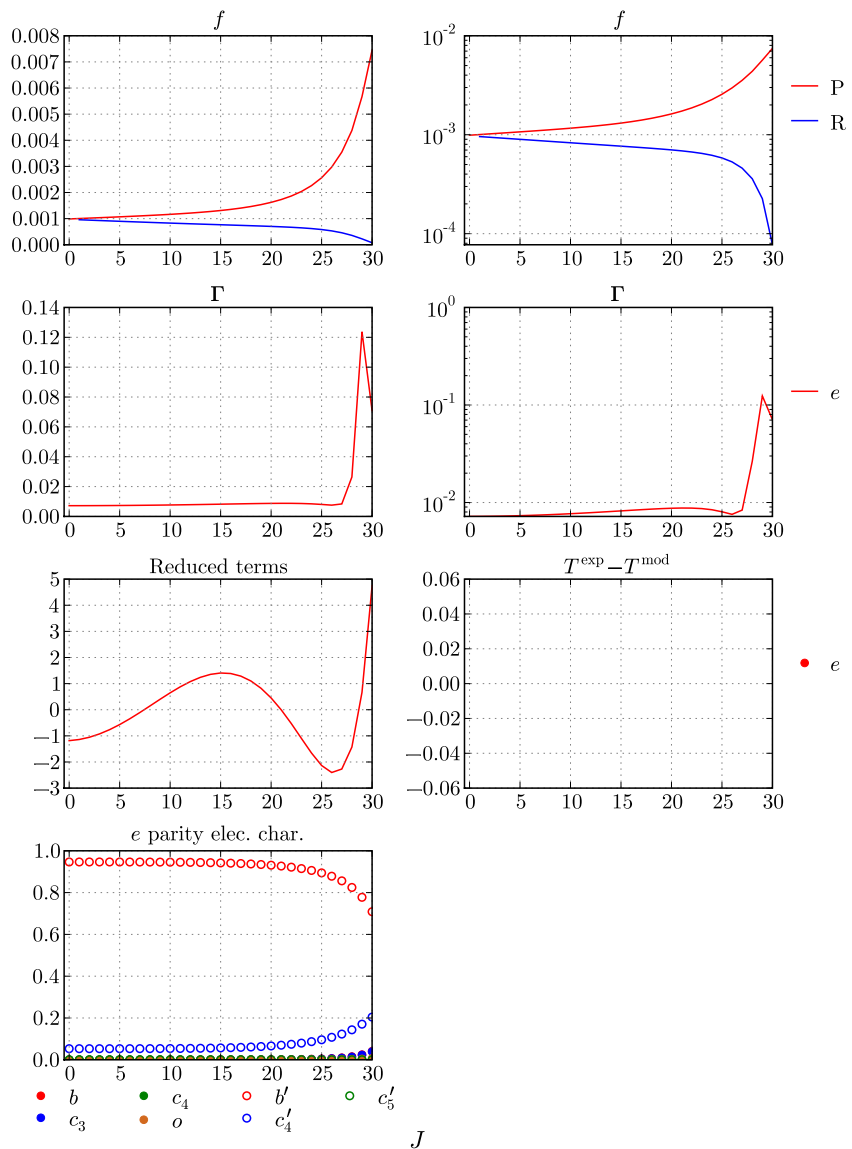 f
0.008
0.007
0.006
0.005
0.004
0.003
0.002
0.001
0.000
0 5 10 15 20 25 30
f
10⁻²
10⁻³
10⁻⁴
0 5 10 15 20 25 30
P
R
Γ
0.14
0.12
0.10
0.08
0.06
0.04
0.02
0.00
0 5 10 15 20 25 30
Γ
10⁰
10⁻¹
10⁻²
0 5 10 15 20 25 30
e
Reduced terms
5
4
3
2
1
0
−1
−2
−3
0 5 10 15 20 25 30
T^exp − T^mod
0.06
0.04
0.02
0.00
−0.02
−0.04
−0.06
0 5 10 15 20 25 30
e
e parity elec. char.
1.0
0.8
0.6
0.4
0.2
0.0
0 5 10 15 20 25 30
b c₄ b′ c′₅
c₃ o c′₄
J